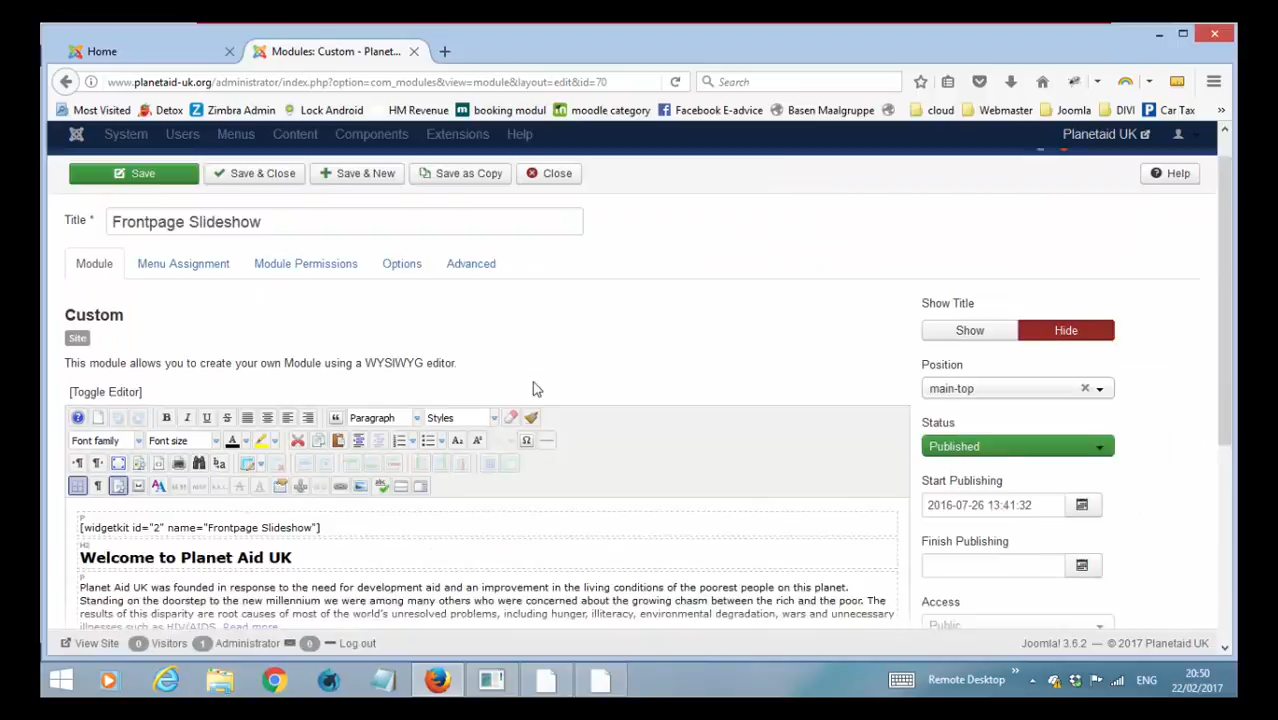 Home
Modules: Custom - Planet...
www.planetaid-uk.org/administrator/index.php?option=com_modules&view=module&layout=edit&id=70
Search
Most Visited Detox Zimbra Admin Lock Android HM Revenue booking modul moodle category Facebook E-advice Basen Maalgruppe cloud Webmaster Joomla DIVI Car Tax »
System Users Menus Content Components Extensions Help Planetaid UK
Save Save & Close Save & New Save as Copy Close Help
Title * Frontpage Slideshow
Module Menu Assignment Module Permissions Options Advanced
Custom
Site
This module allows you to create your own Module using a WYSIWYG editor.
[Toggle Editor]
Paragraph Styles
Font family Font size
P
[widgetkit id="2" name="Frontpage Slideshow"]
H3
Welcome to Planet Aid UK
P
Planet Aid UK was founded in response to the need for development aid and an improvement in the living conditions of the poorest people on this planet.
Standing on the doorstep to the new millennium we were among many others who were concerned about the growing chasm between the rich and the poor. The
results of this disparity are root causes of most of the world's unresolved problems, including hunger, illiteracy, environmental degradation, wars and unnecessary
illnesses such as HIV/AIDS. Read more
Show Title
Show Hide
Position
main-top
Status
Published
Start Publishing
2016-07-26 13:41:32
Finish Publishing
Access
Public
View Site 0 Visitors 1 Administrator 0 Log out Joomla! 3.6.2 — © 2017 Planetaid UK
Remote Desktop » ENG 20:50
22/02/2017